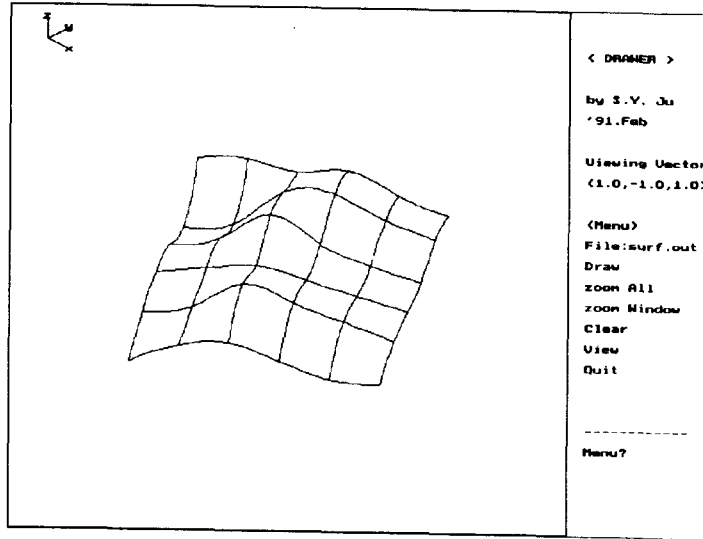 z
y
x
< DRAWER >
by S.Y. Ju
'91.Feb
Viewing Vector
(1.0,-1.0,1.0)
<Menu>
File:surf.out
Draw
zoom All
zoom Window
Clear
View
Quit
------------
Menu?